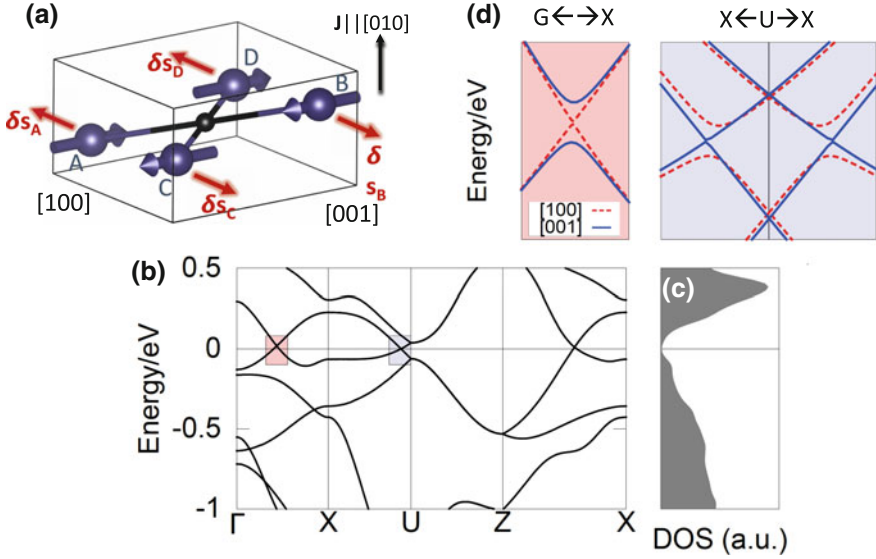 (a)
J||[010]
δS_D
D
B
δS_A
A
C
δ
S_B
δS_C
[100]
[001]
(d)
G←→X
X←U→X
Energy/eV
[100]
[001]
(b)
0.5
0
-0.5
-1
Energy/eV
Γ X U Z X
(c)
DOS (a.u.)